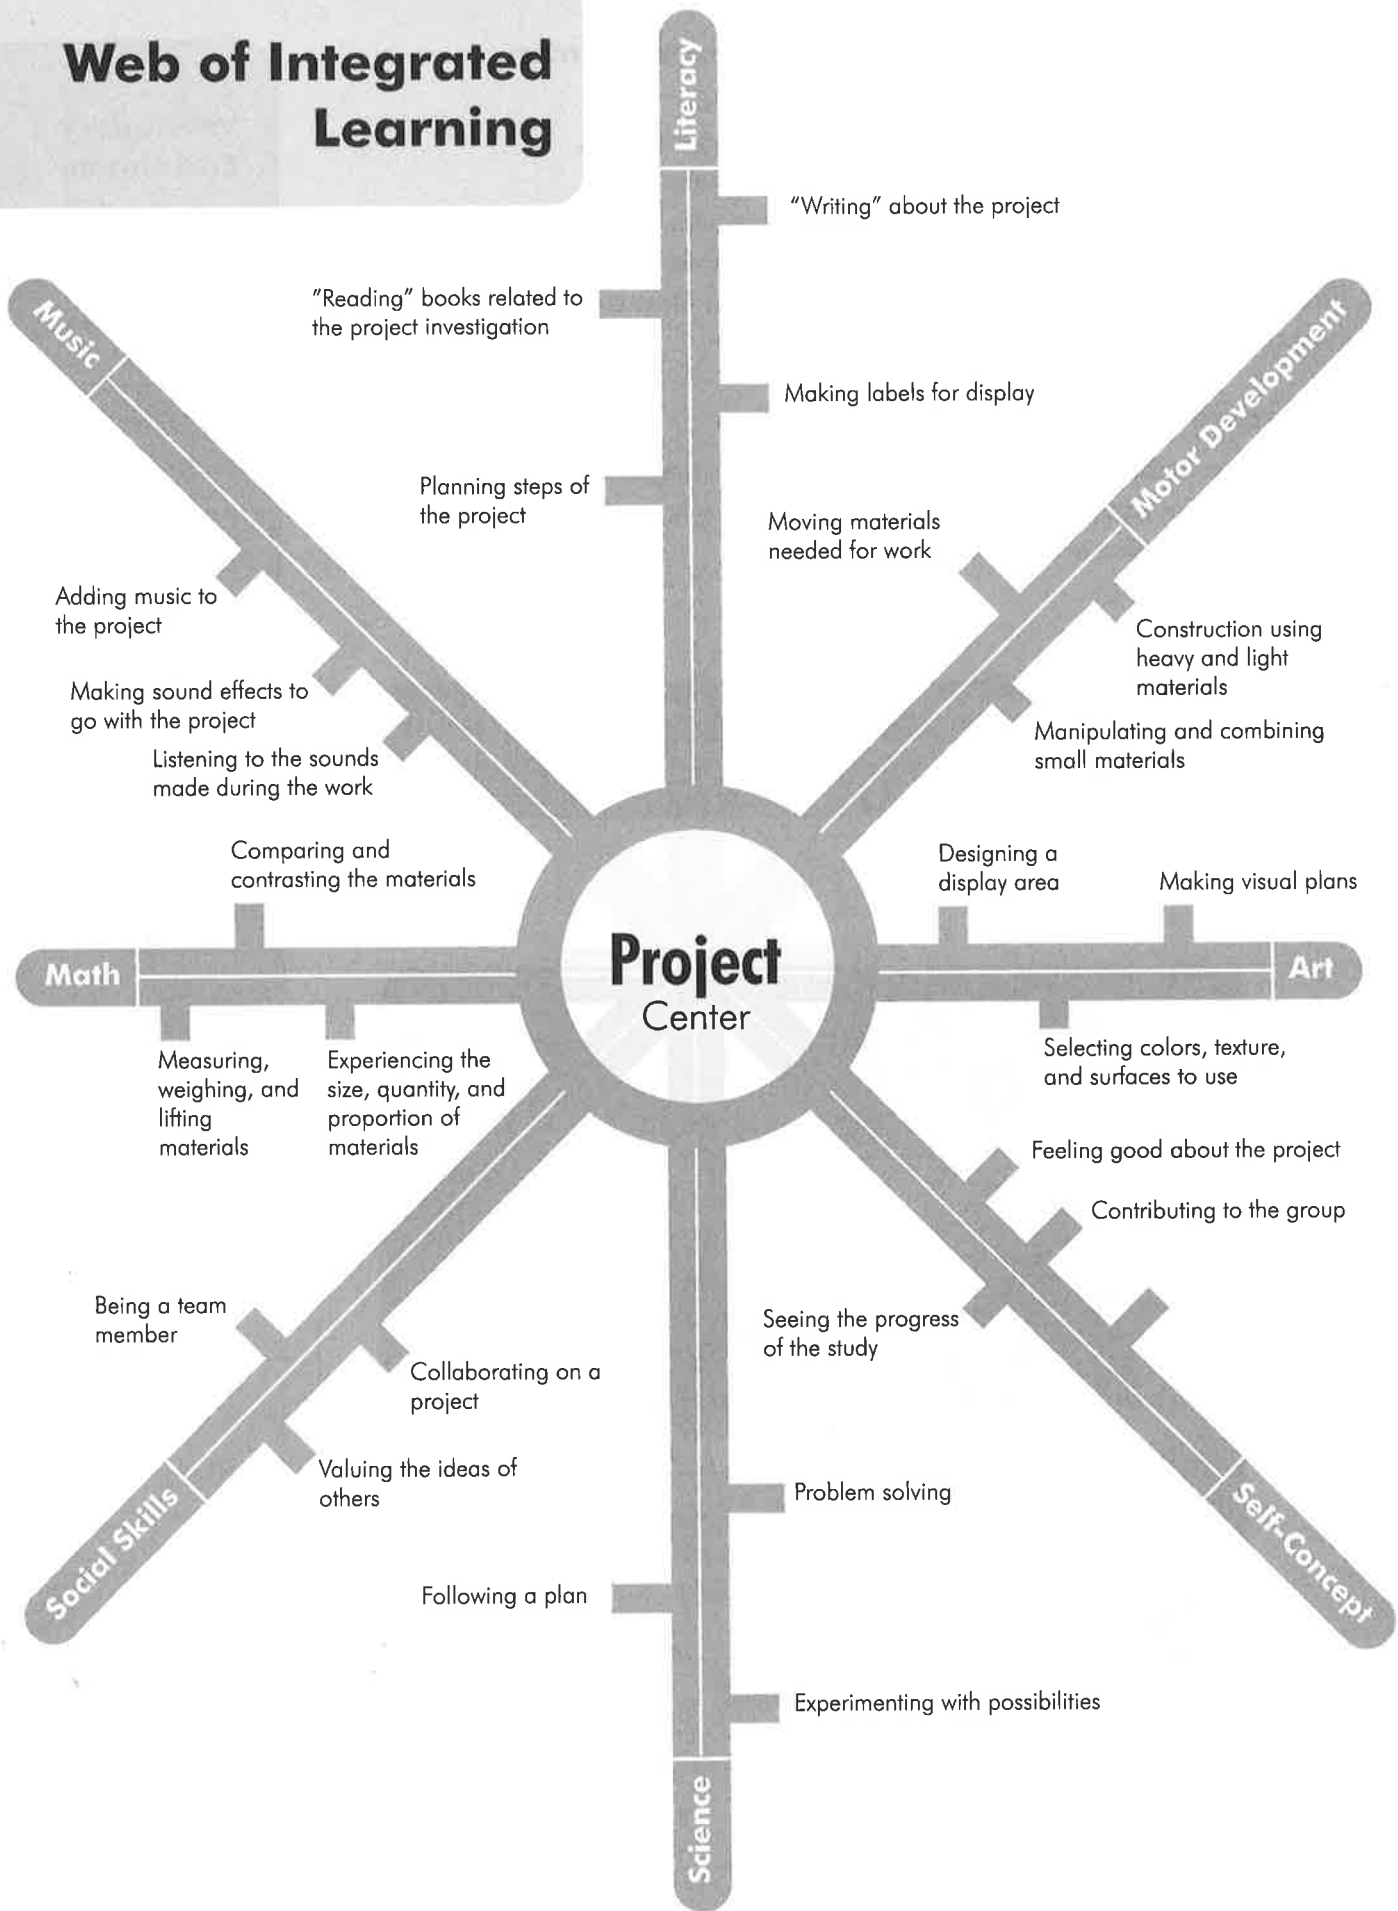 Web of Integrated
Learning
Literacy
"Writing" about the project
"Reading" books related to
the project investigation
Making labels for display
Planning steps of
the project
Motor Development
Moving materials
needed for work
Construction using
heavy and light
materials
Manipulating and combining
small materials
Music
Adding music to
the project
Making sound effects to
go with the project
Listening to the sounds
made during the work
Comparing and
contrasting the materials
Math
Measuring,
weighing, and
lifting
materials
Experiencing the
size, quantity, and
proportion of
materials
Project
Center
Designing a
display area
Making visual plans
Art
Selecting colors, texture,
and surfaces to use
Feeling good about the project
Contributing to the group
Seeing the progress
of the study
Self-Concept
Being a team
member
Collaborating on a
project
Valuing the ideas of
others
Social Skills
Problem solving
Following a plan
Experimenting with possibilities
Science